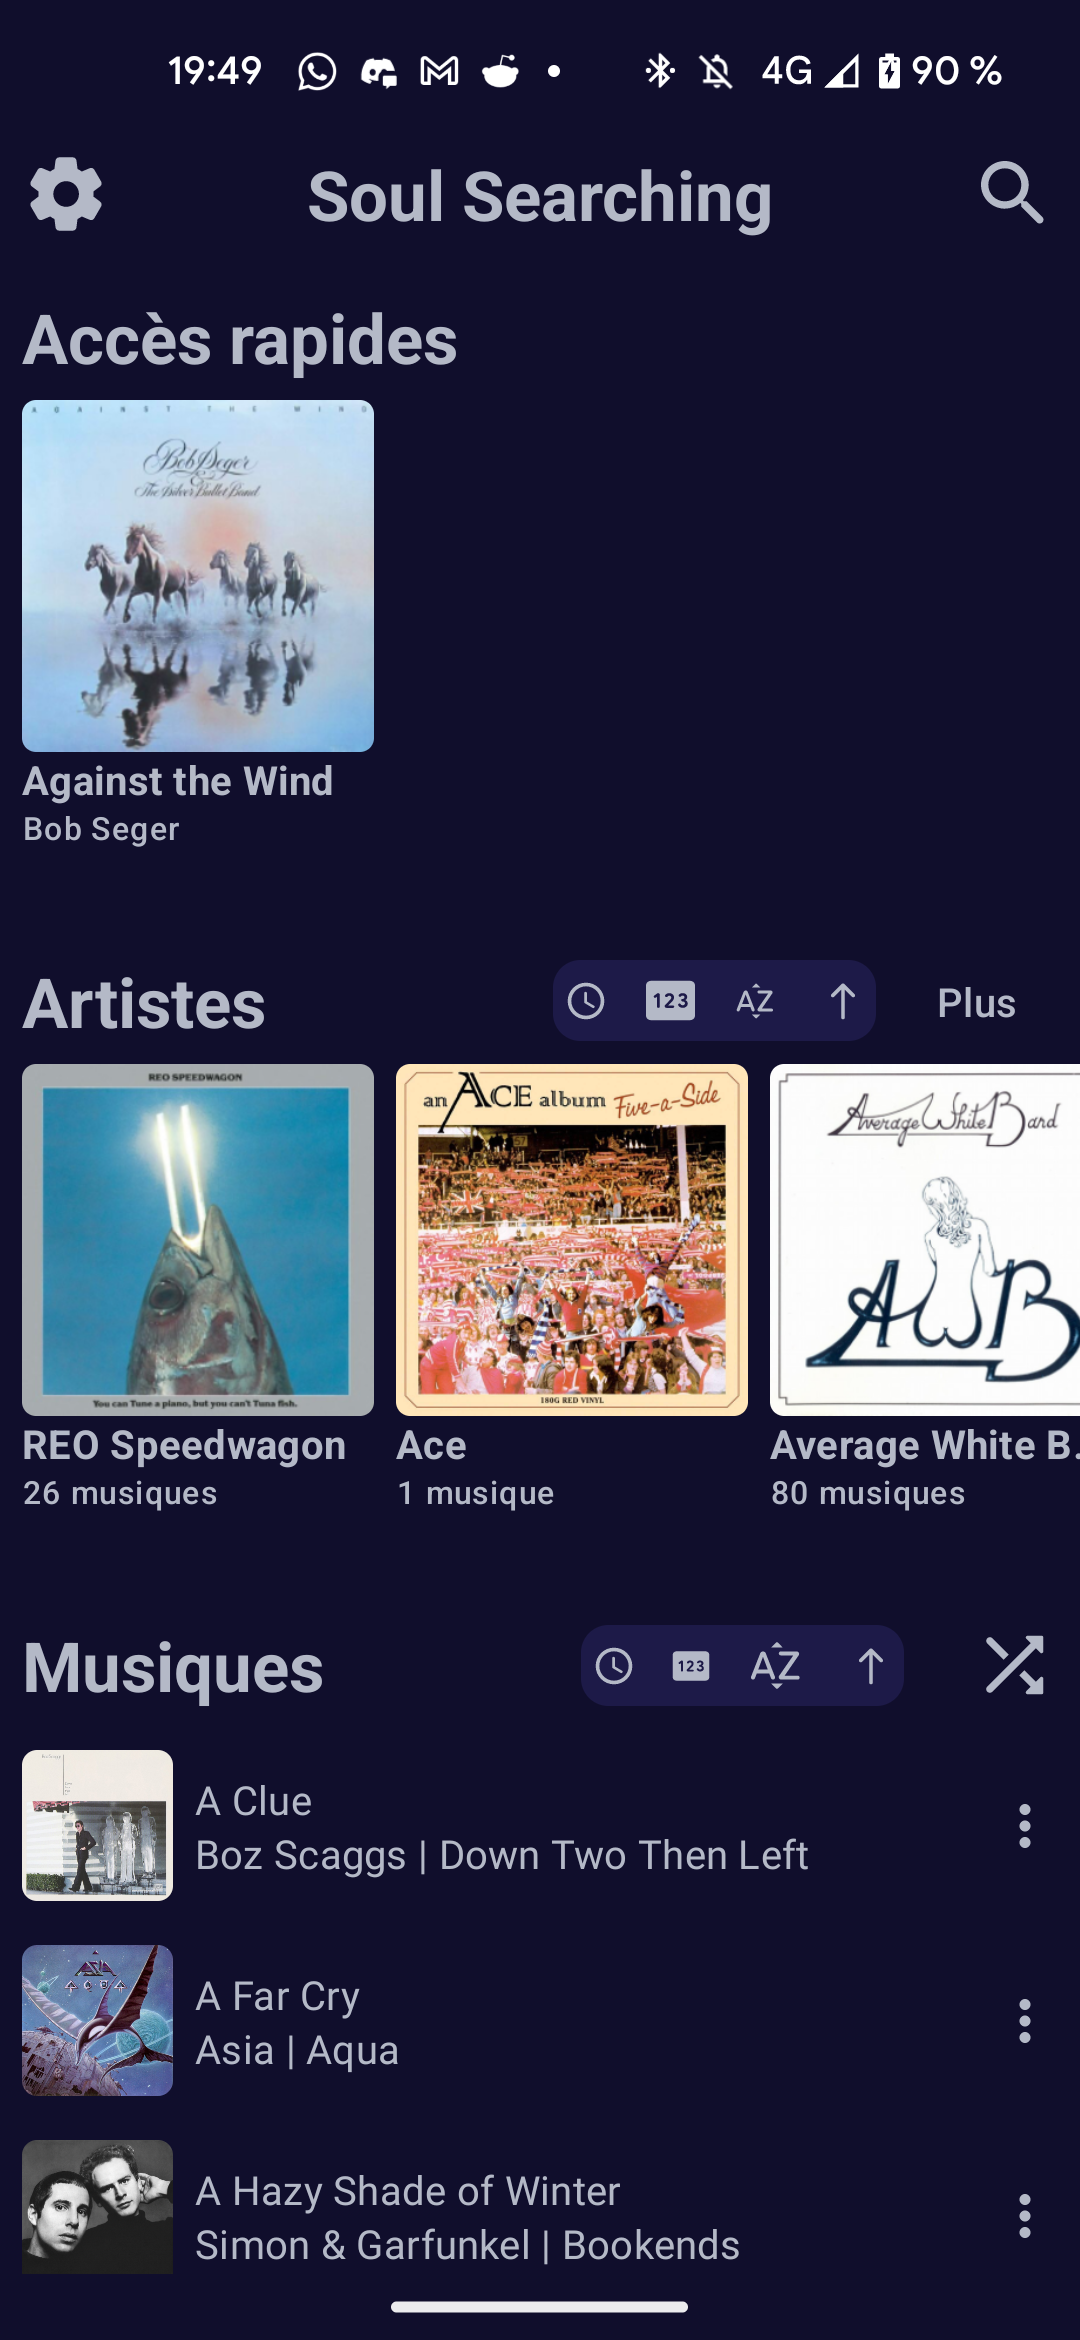 19:49
4G
90 %
Soul Searching
Accès rapides
AGAINST THE WIND
Bob Seger
&
The Silver Bullet Band
Against the Wind
Bob Seger
Artistes
123
AZ
Plus
REO SPEEDWAGON
You can Tune a piano, but you can't Tuna fish.
an ACE album Five-a-Side
180G RED VINYL
Average White Band
AWB
REO Speedwagon
26 musiques
Ace
1 musique
Average White B.
80 musiques
Musiques
123
AZ
A Clue
Boz Scaggs | Down Two Then Left
ASIA
AQUA
A Far Cry
Asia | Aqua
A Hazy Shade of Winter
Simon & Garfunkel | Bookends